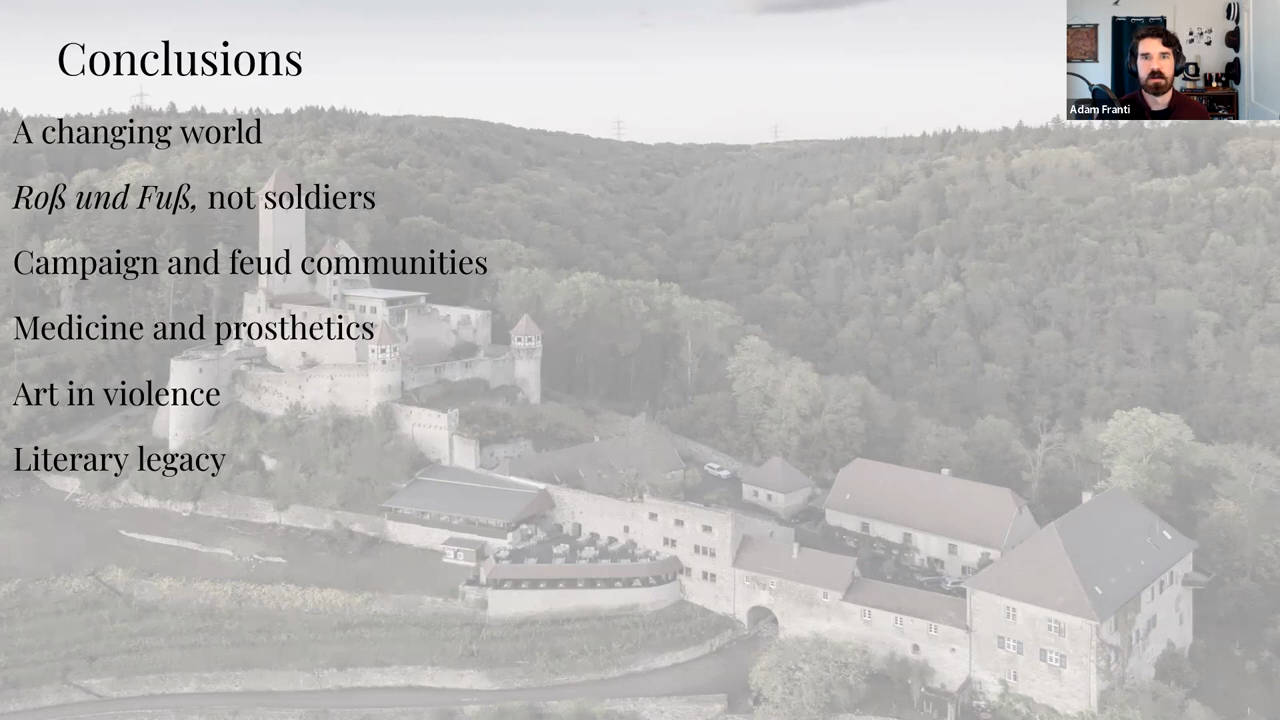 Conclusions
Adam Franti
A changing world
Roß und Fuß, not soldiers
Campaign and feud communities
Medicine and prosthetics
Art in violence
Literary legacy